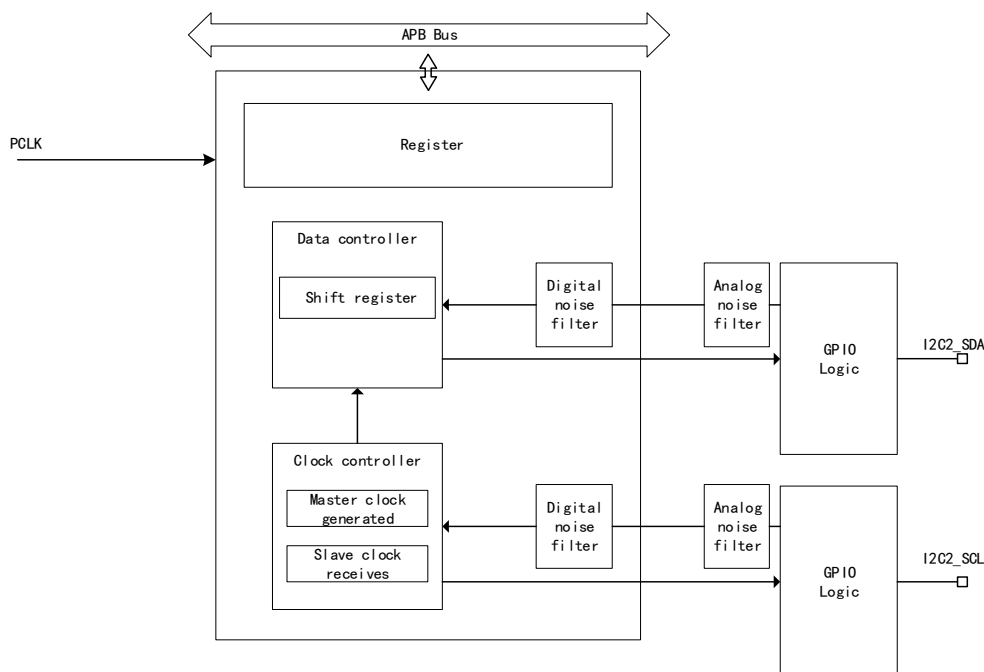 APB Bus
PCLK
Register
Data controller
Shift register
Digital
noise
filter
Analog
noise
filter
GPIO
Logic
I2C2_SDA
Clock controller
Master clock
generated
Slave clock
receives
Digital
noise
filter
Analog
noise
filter
GPIO
Logic
I2C2_SCL